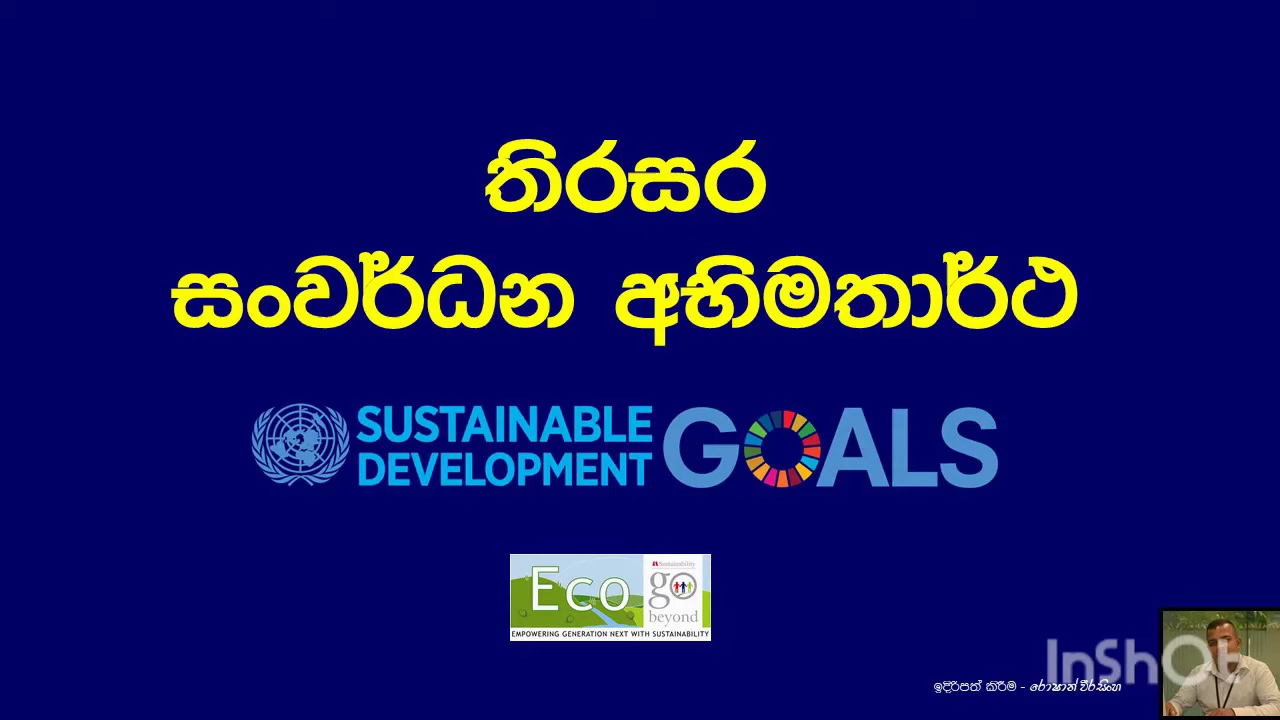 තිරසර
සංවර්ධන අභිමතාර්ථ
SUSTAINABLE
DEVELOPMENT
GOALS
Eco
Sustainability
go
beyond
EMPOWERING GENERATION NEXT WITH SUSTAINABILITY
InShOt
ඉදිරිපත් කිරීම - රොෂාන් වීරසිංහ